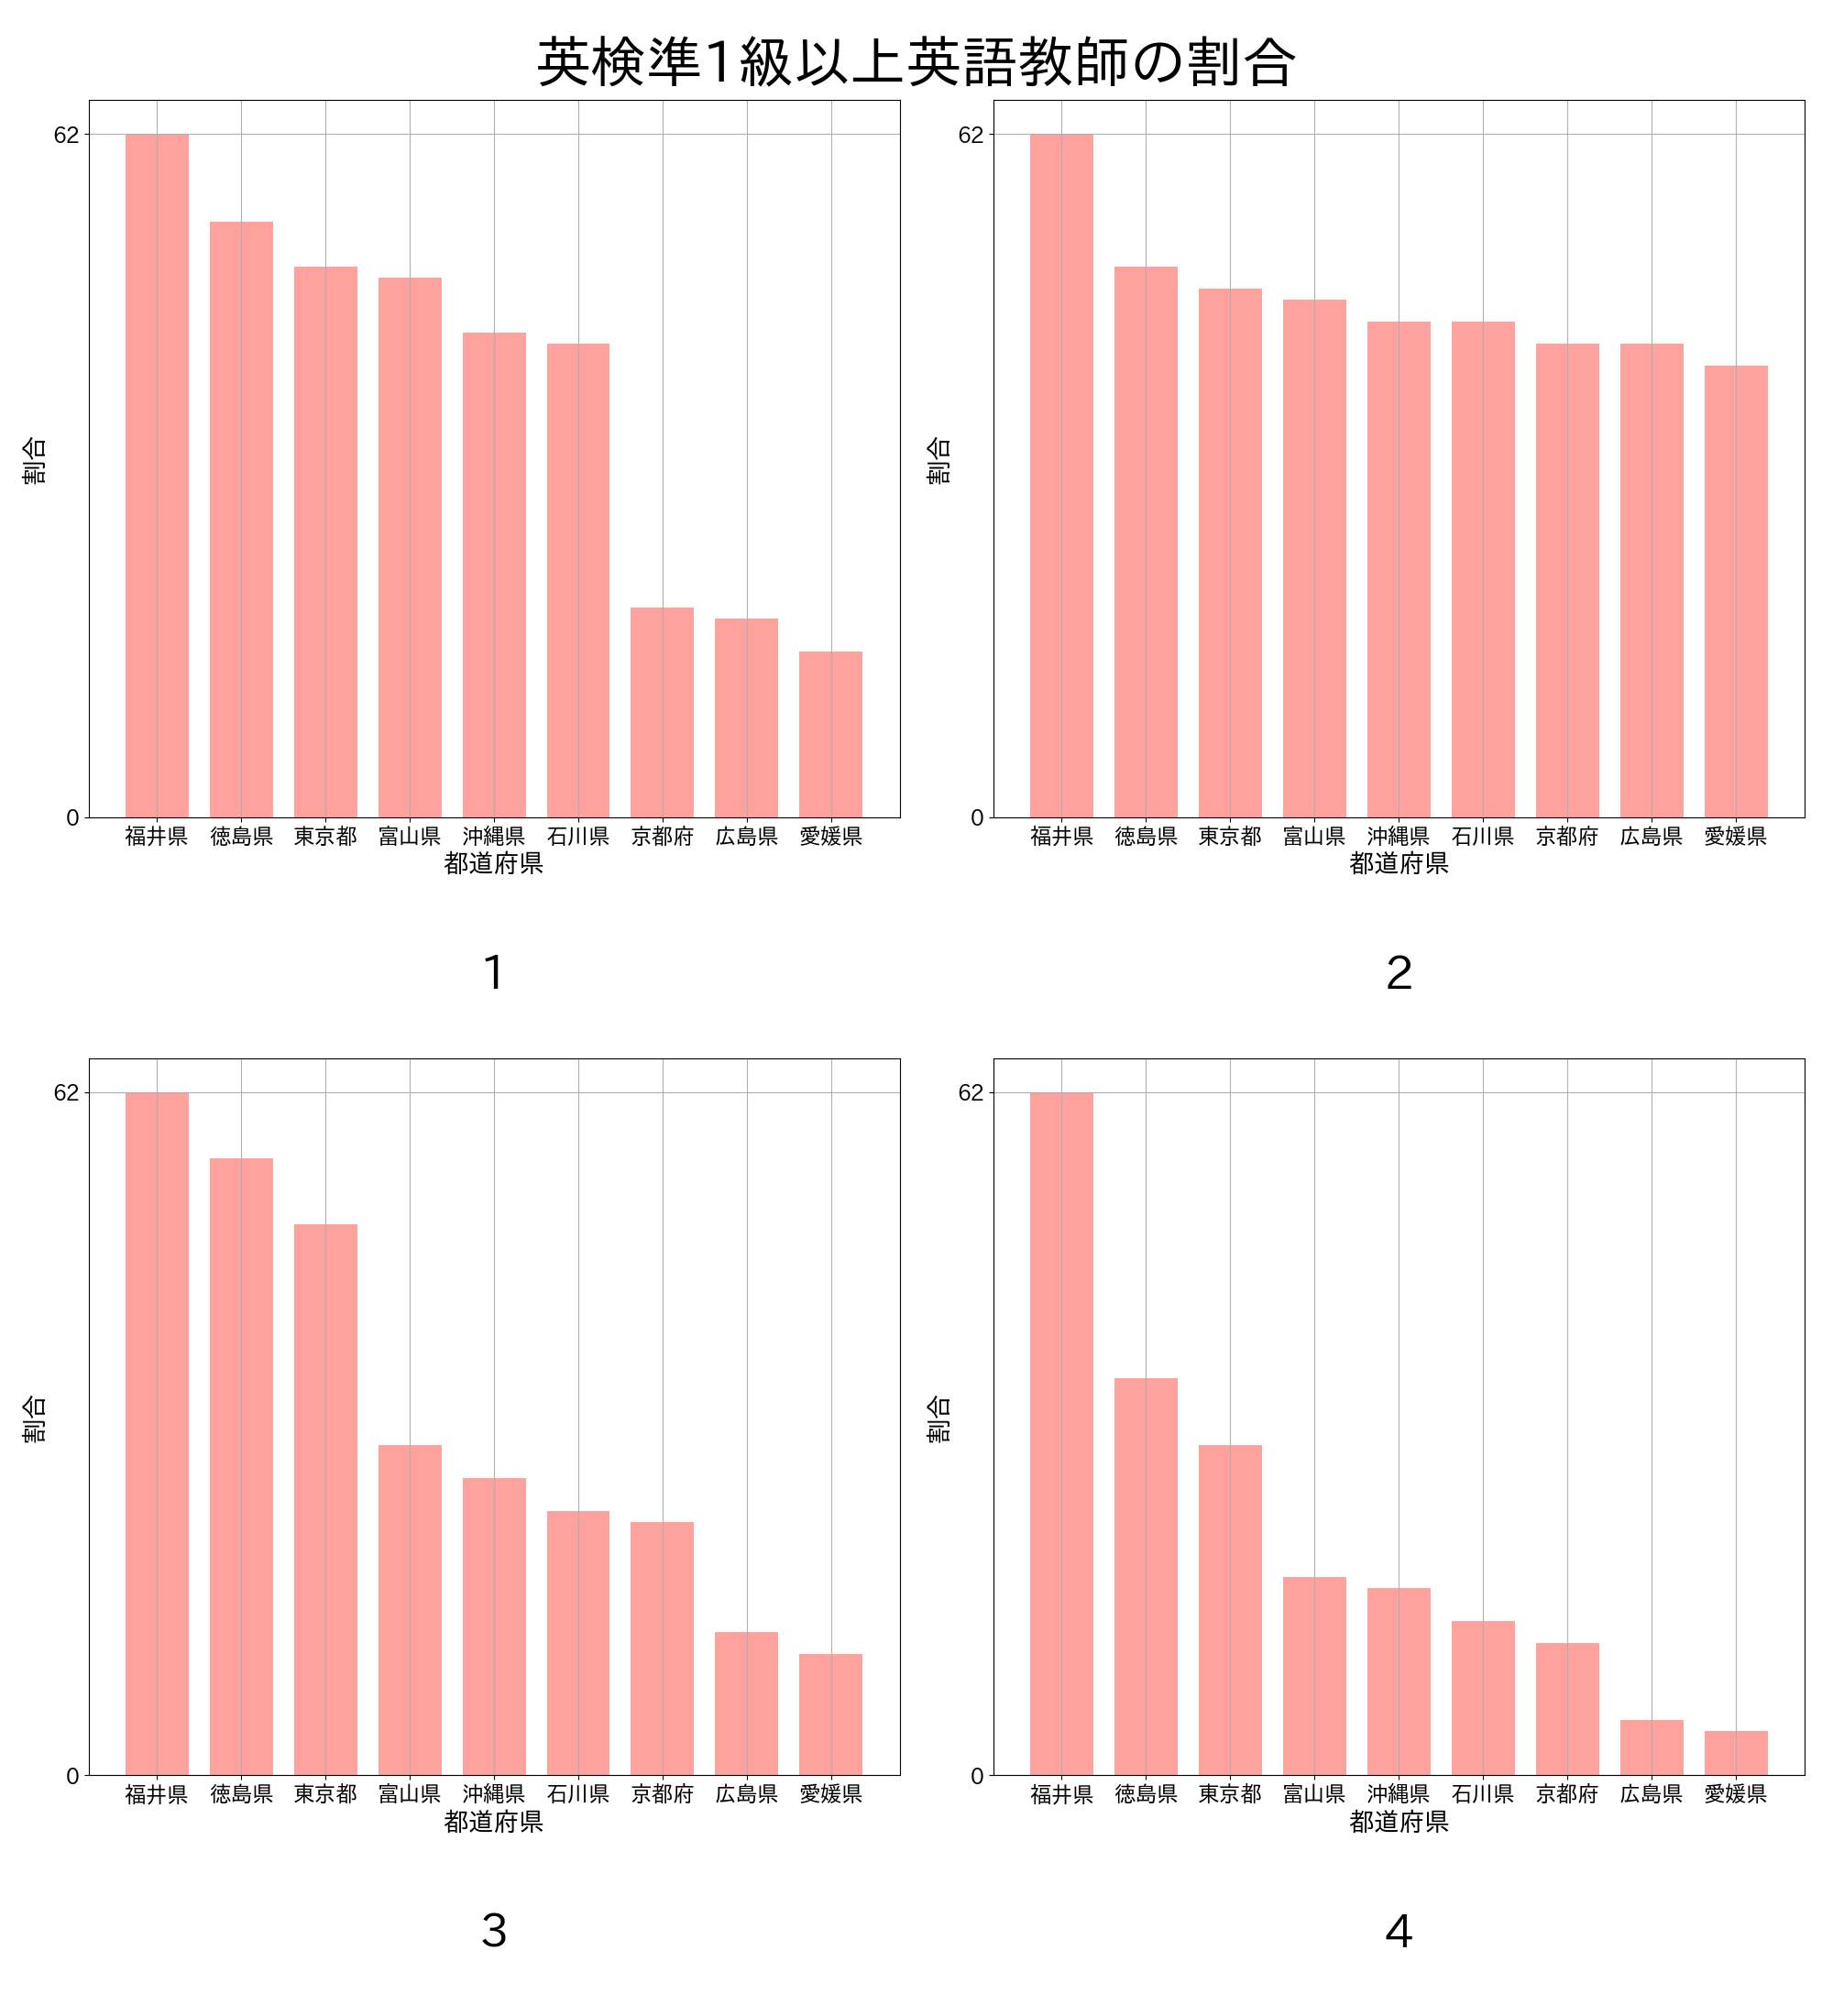 英検準1級以上英語教師の割合
62
0
割合
福井県 徳島県 東京都 富山県 沖縄県 石川県 京都府 広島県 愛媛県
都道府県
1
62
0
割合
福井県 徳島県 東京都 富山県 沖縄県 石川県 京都府 広島県 愛媛県
都道府県
2
62
0
割合
福井県 徳島県 東京都 富山県 沖縄県 石川県 京都府 広島県 愛媛県
都道府県
3
62
0
割合
福井県 徳島県 東京都 富山県 沖縄県 石川県 京都府 広島県 愛媛県
都道府県
4